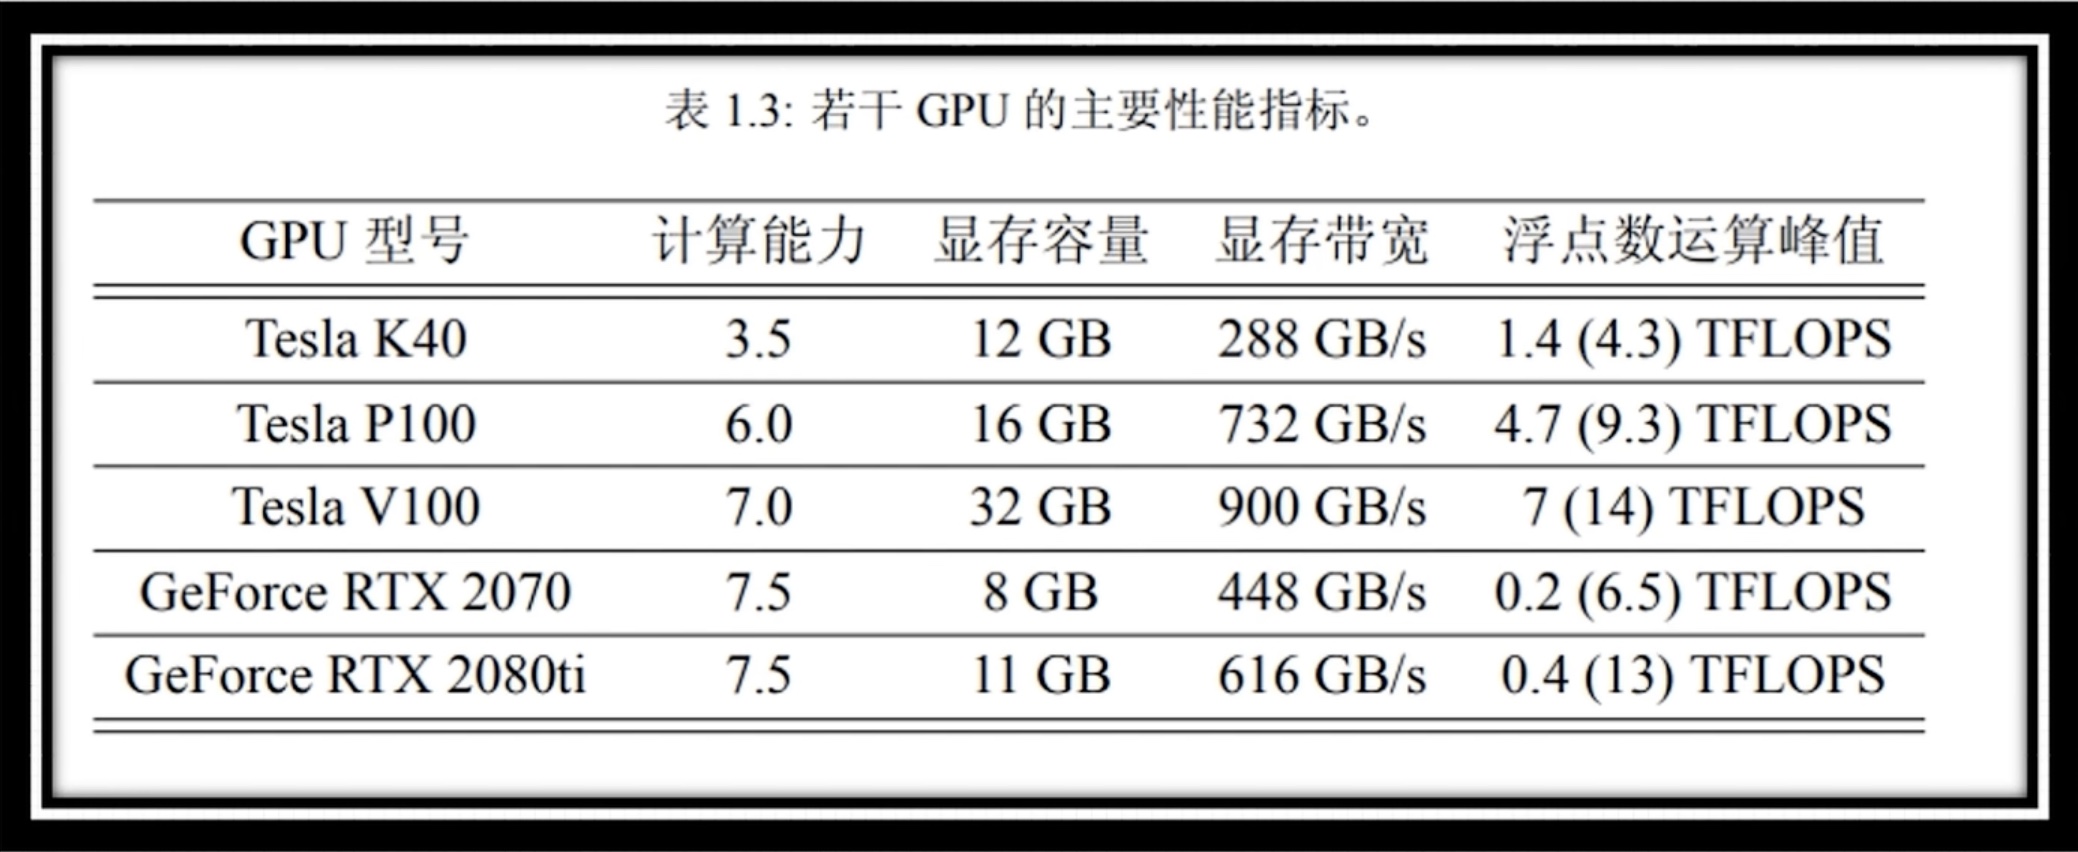 表 1.3: 若干 GPU 的主要性能指标。
GPU 型号 计算能力 显存容量 显存带宽 浮点数运算峰值
Tesla K40 3.5 12 GB 288 GB/s 1.4 (4.3) TFLOPS
Tesla P100 6.0 16 GB 732 GB/s 4.7 (9.3) TFLOPS
Tesla V100 7.0 32 GB 900 GB/s 7 (14) TFLOPS
GeForce RTX 2070 7.5 8 GB 448 GB/s 0.2 (6.5) TFLOPS
GeForce RTX 2080ti 7.5 11 GB 616 GB/s 0.4 (13) TFLOPS